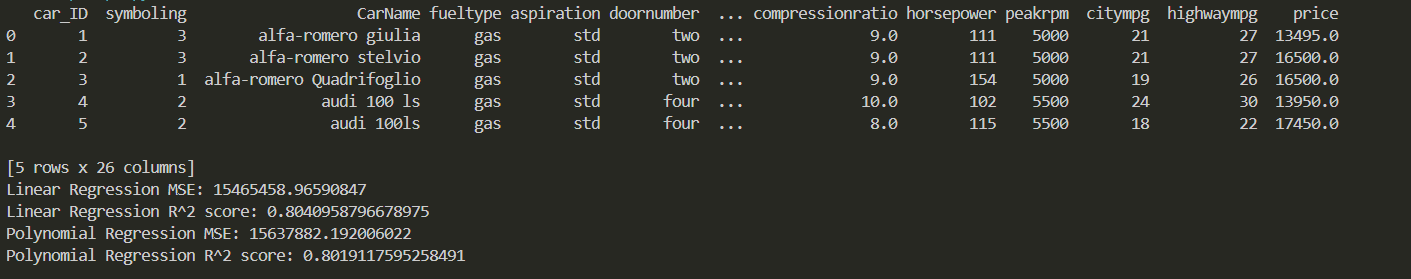 car_ID  symboling                   CarName fueltype aspiration doornumber  ...  compressionratio horsepower peakrpm  citympg  highwaympg    price
0       1          3        alfa-romero giulia      gas        std        two  ...               9.0        111    5000       21          27  13495.0
1       2          3       alfa-romero stelvio      gas        std        two  ...               9.0        111    5000       21          27  16500.0
2       3          1  alfa-romero Quadrifoglio      gas        std        two  ...               9.0        154    5000       19          26  16500.0
3       4          2               audi 100 ls      gas        std       four  ...              10.0        102    5500       24          30  13950.0
4       5          2                audi 100ls      gas        std       four  ...               8.0        115    5500       18          22  17450.0
[5 rows x 26 columns]
Linear Regression MSE: 15465458.96590847
Linear Regression R^2 score: 0.8040958796678975
Polynomial Regression MSE: 15637882.192006022
Polynomial Regression R^2 score: 0.8019117595258491